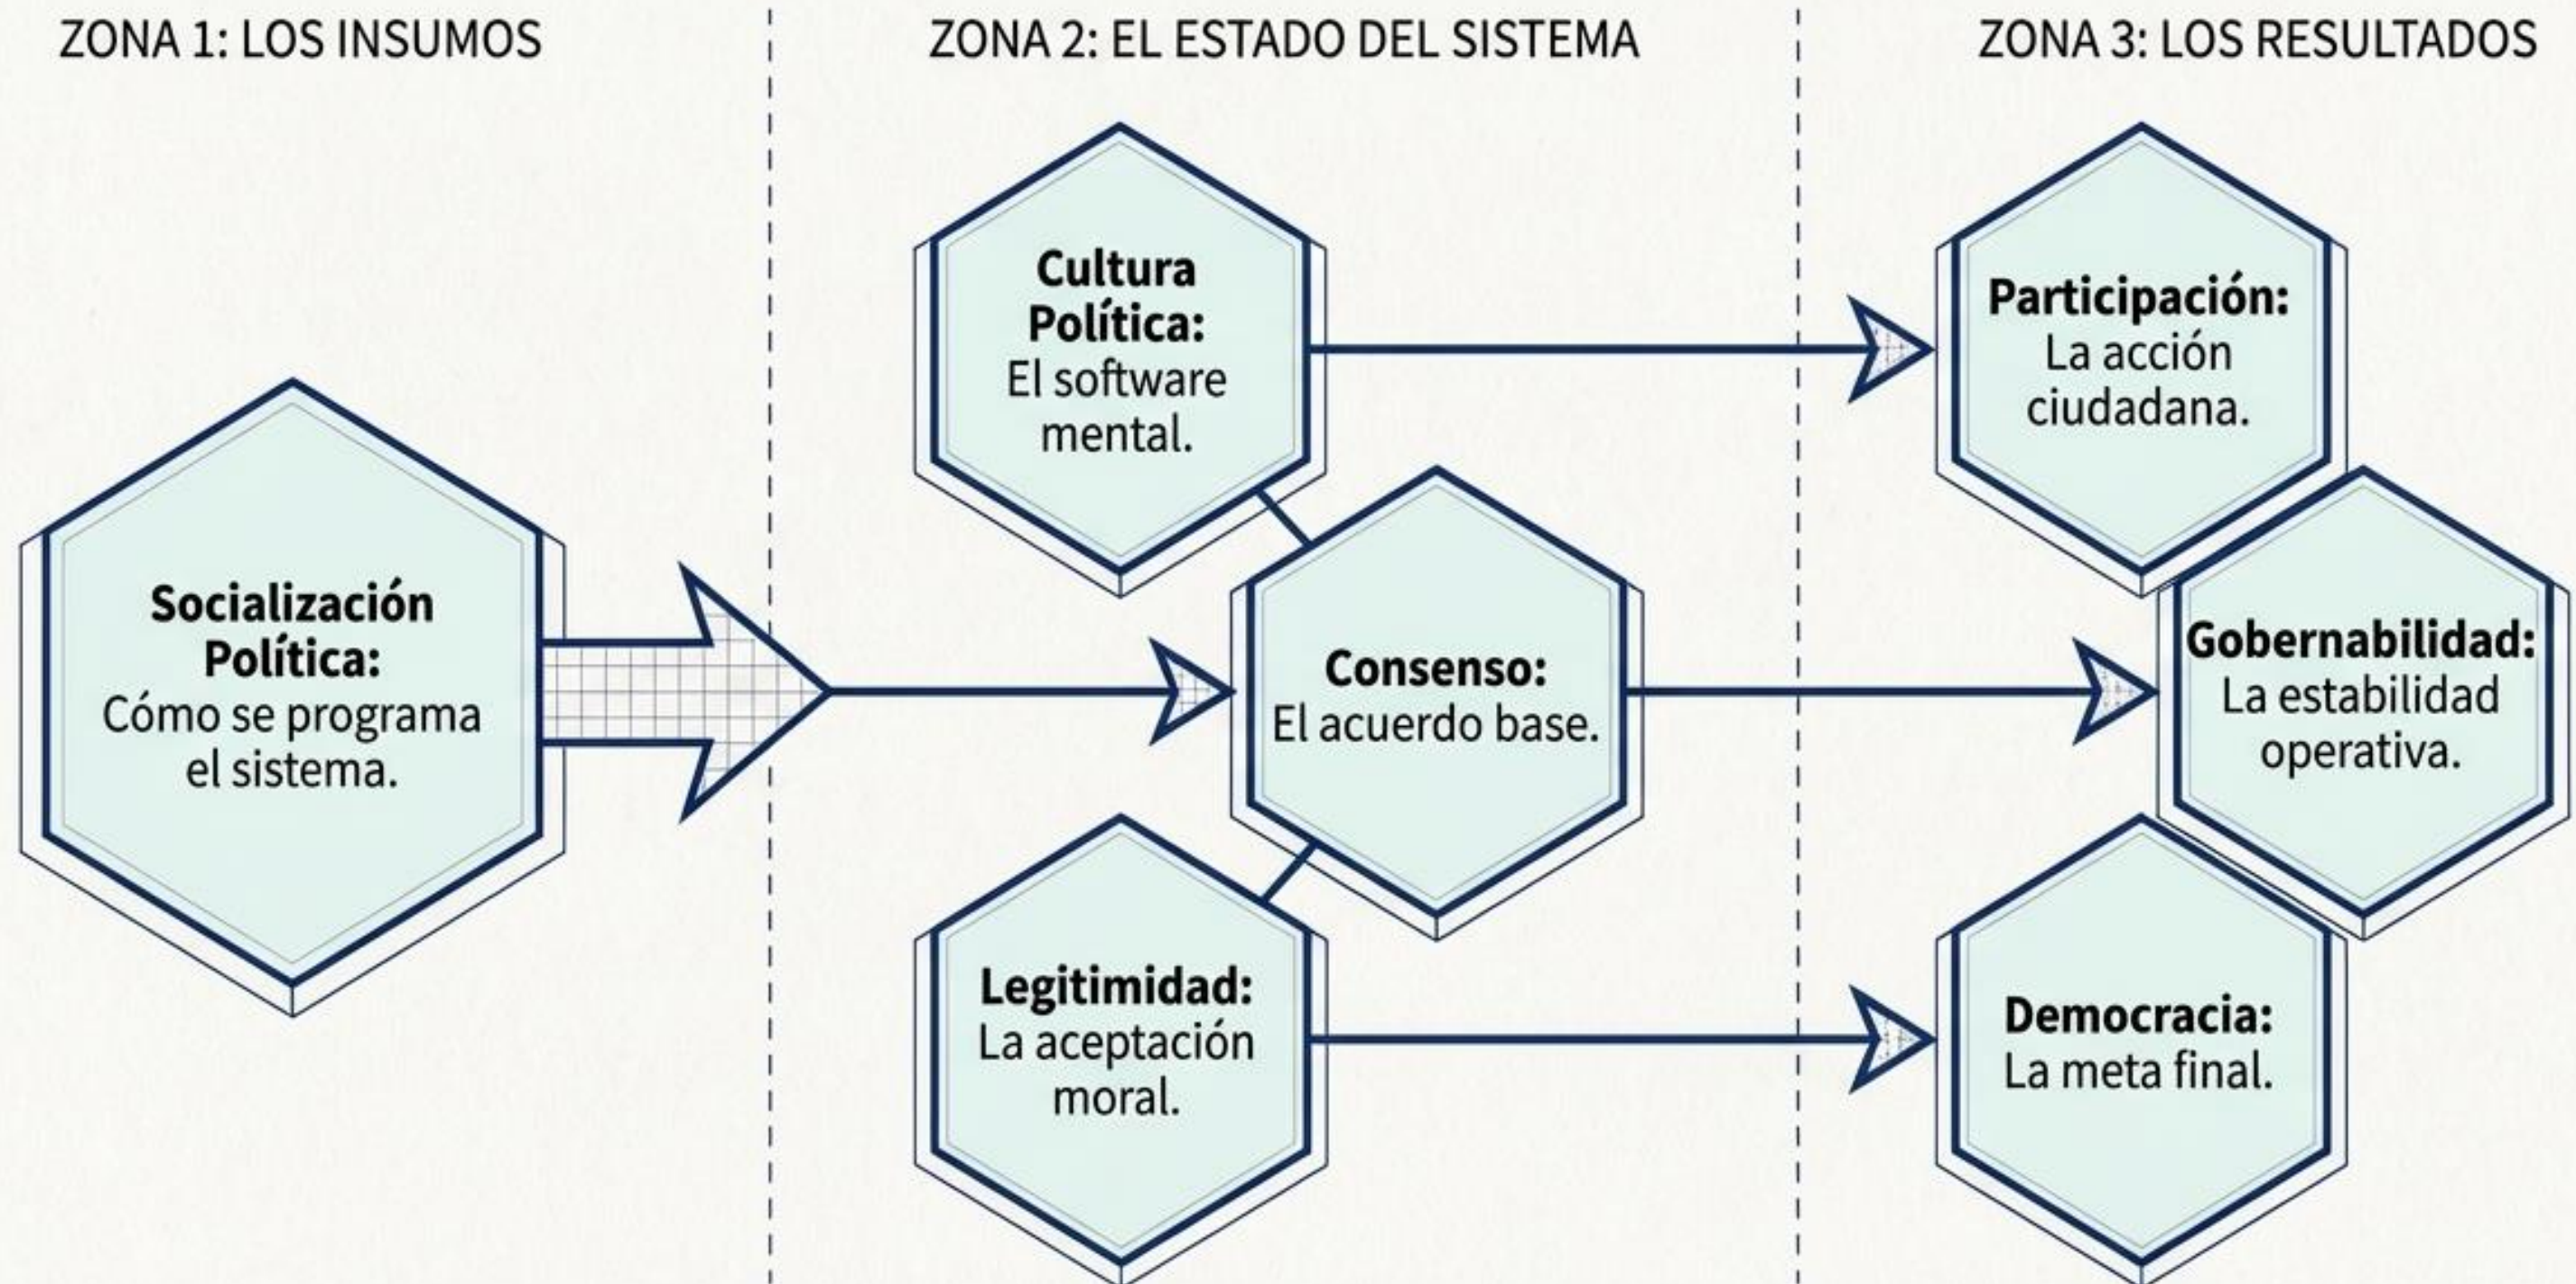 ZONA 1: LOS INSUMOS
Socialización
Política:
Cómo se programa
el sistema.
ZONA 2: EL ESTADO DEL SISTEMA
Cultura
Política:
El software
mental.
Consenso:
El acuerdo base.
Legitimidad:
La aceptación
moral.
ZONA 3: LOS RESULTADOS
Participación:
La acción
ciudadana.
Gobernabilidad:
La estabilidad
operativa.
Democracia:
La meta final.